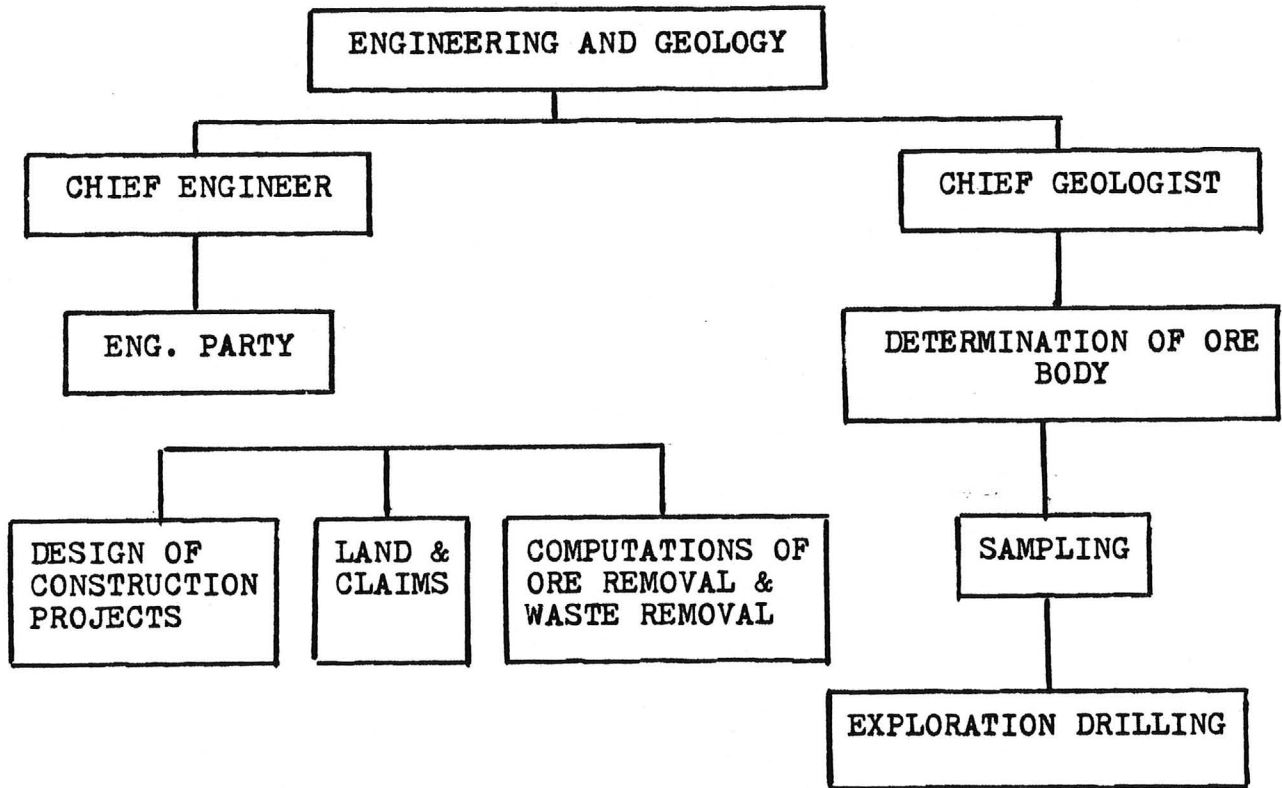 ENGINEERING AND GEOLOGY
CHIEF ENGINEER
CHIEF GEOLOGIST
ENG. PARTY
DETERMINATION OF ORE
BODY
DESIGN OF
CONSTRUCTION
PROJECTS
LAND &
CLAIMS
COMPUTATIONS OF
ORE REMOVAL &
WASTE REMOVAL
SAMPLING
EXPLORATION DRILLING